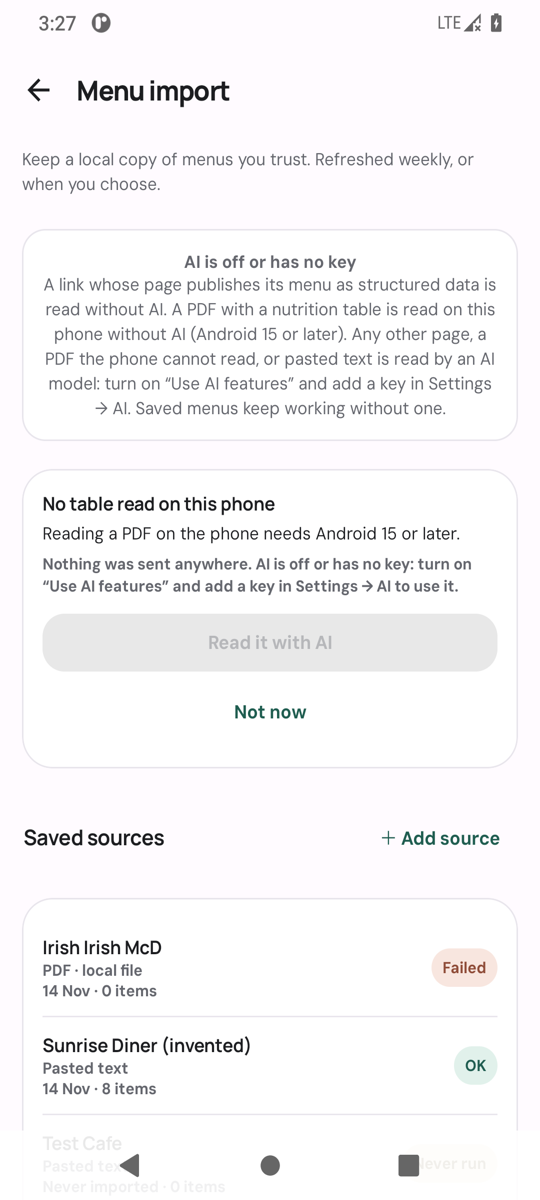 3:27
LTE
Menu import
Keep a local copy of menus you trust. Refreshed weekly, or
when you choose.
AI is off or has no key
A link whose page publishes its menu as structured data is
read without AI. A PDF with a nutrition table is read on this
phone without AI (Android 15 or later). Any other page, a
PDF the phone cannot read, or pasted text is read by an AI
model: turn on “Use AI features” and add a key in Settings
→ AI. Saved menus keep working without one.
No table read on this phone
Reading a PDF on the phone needs Android 15 or later.
Nothing was sent anywhere. AI is off or has no key: turn on
“Use AI features” and add a key in Settings → AI to use it.
Read it with AI
Not now
Saved sources
+ Add source
Irish Irish McD
PDF · local file
14 Nov · 0 items
Failed
Sunrise Diner (invented)
Pasted text
14 Nov · 8 items
OK
Test Cafe
Pasted
Never imported · 0 items
run